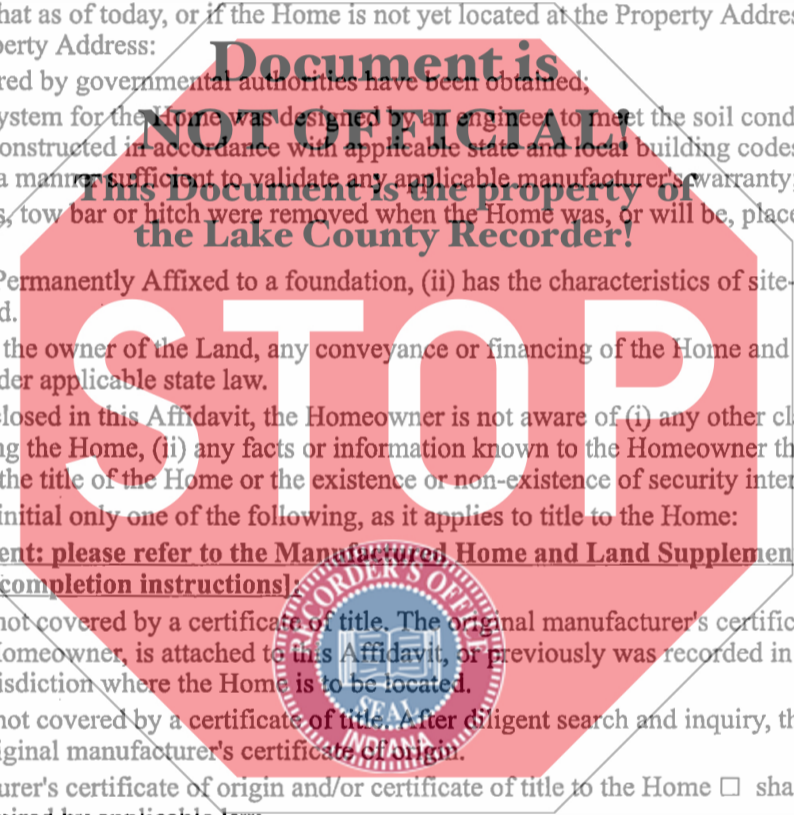 hat as of today, or if the Home is not yet located at the Property Addre
perty Address:
Document is
red by governmental authorities have been obtained;
ystem for the Home was designed by an engineer to meet the soil cond
NOT OFFICIAL!
onstructed in accordance with applicable state and local building codes
a manner sufficient to validate any applicable manufacturer's warranty;
This Document is the property of
s, tow bar or hitch were removed when the Home was, or will be, place
the Lake County Recorder!
Permanently Affixed to a foundation, (ii) has the characteristics of site-
d.
STOP
the owner of the Land, any conveyance or financing of the Home and
der applicable state law.
closed in this Affidavit, the Homeowner is not aware of (i) any other cl
ng the Home, (ii) any facts or information known to the Homeowner th
the title of the Home or the existence or non-existence of security inter
initial only one of the following, as it applies to title to the Home:
ent: please refer to the Manufactured Home and Land Supplemen
completion instructions]:
RECORDER'S OFFICE
SEAL
INDIANA
not covered by a certificate of title. The original manufacturer's certific
omeowner, is attached to this Affidavit, or previously was recorded in
isdiction where the Home is to be located.
not covered by a certificate of title. After diligent search and inquiry, th
iginal manufacturer's certificate of origin.
urer's certificate of origin and/or certificate of title to the Home ☐ sha